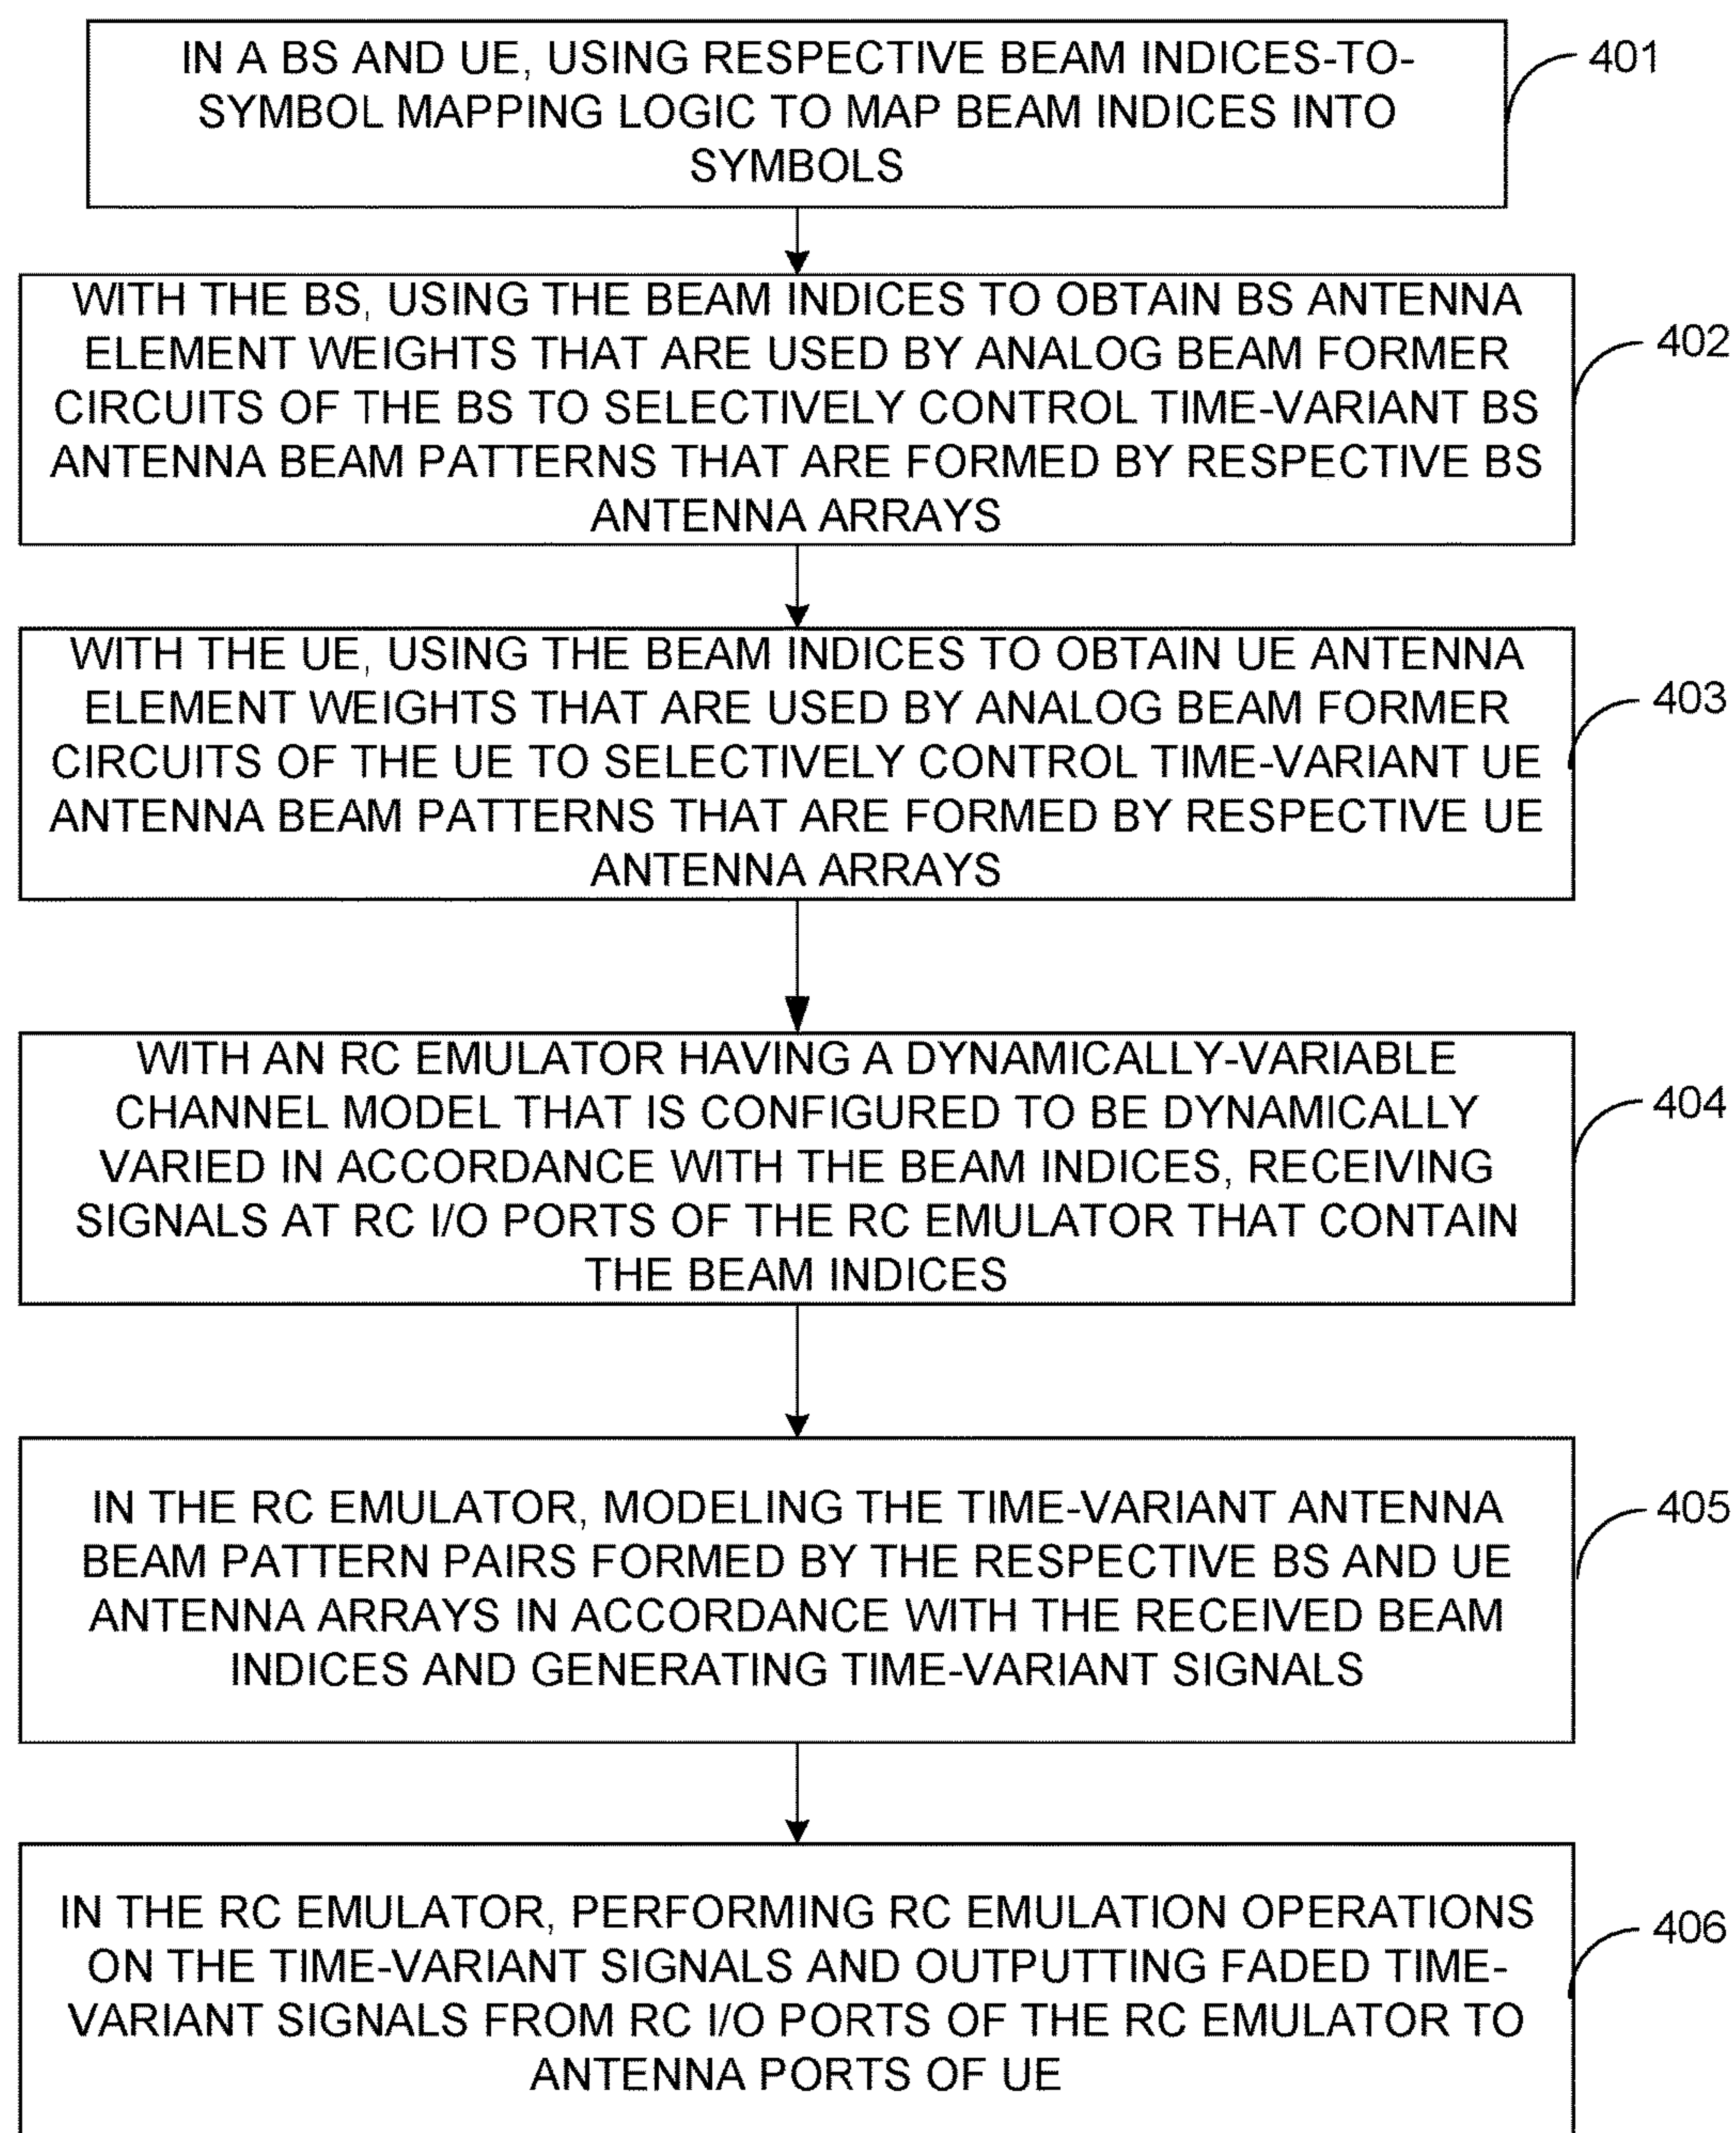 IN A BS AND UE, USING RESPECTIVE BEAM INDICES-TO-
SYMBOL MAPPING LOGIC TO MAP BEAM INDICES INTO
SYMBOLS
401
WITH THE BS, USING THE BEAM INDICES TO OBTAIN BS ANTENNA
ELEMENT WEIGHTS THAT ARE USED BY ANALOG BEAM FORMER
CIRCUITS OF THE BS TO SELECTIVELY CONTROL TIME-VARIANT BS
ANTENNA BEAM PATTERNS THAT ARE FORMED BY RESPECTIVE BS
ANTENNA ARRAYS
402
WITH THE UE, USING THE BEAM INDICES TO OBTAIN UE ANTENNA
ELEMENT WEIGHTS THAT ARE USED BY ANALOG BEAM FORMER
CIRCUITS OF THE UE TO SELECTIVELY CONTROL TIME-VARIANT UE
ANTENNA BEAM PATTERNS THAT ARE FORMED BY RESPECTIVE UE
ANTENNA ARRAYS
403
WITH AN RC EMULATOR HAVING A DYNAMICALLY-VARIABLE
CHANNEL MODEL THAT IS CONFIGURED TO BE DYNAMICALLY
VARIED IN ACCORDANCE WITH THE BEAM INDICES, RECEIVING
SIGNALS AT RC I/O PORTS OF THE RC EMULATOR THAT CONTAIN
THE BEAM INDICES
404
IN THE RC EMULATOR, MODELING THE TIME-VARIANT ANTENNA
BEAM PATTERN PAIRS FORMED BY THE RESPECTIVE BS AND UE
ANTENNA ARRAYS IN ACCORDANCE WITH THE RECEIVED BEAM
INDICES AND GENERATING TIME-VARIANT SIGNALS
405
IN THE RC EMULATOR, PERFORMING RC EMULATION OPERATIONS
ON THE TIME-VARIANT SIGNALS AND OUTPUTTING FADED TIME-
VARIANT SIGNALS FROM RC I/O PORTS OF THE RC EMULATOR TO
ANTENNA PORTS OF UE
406